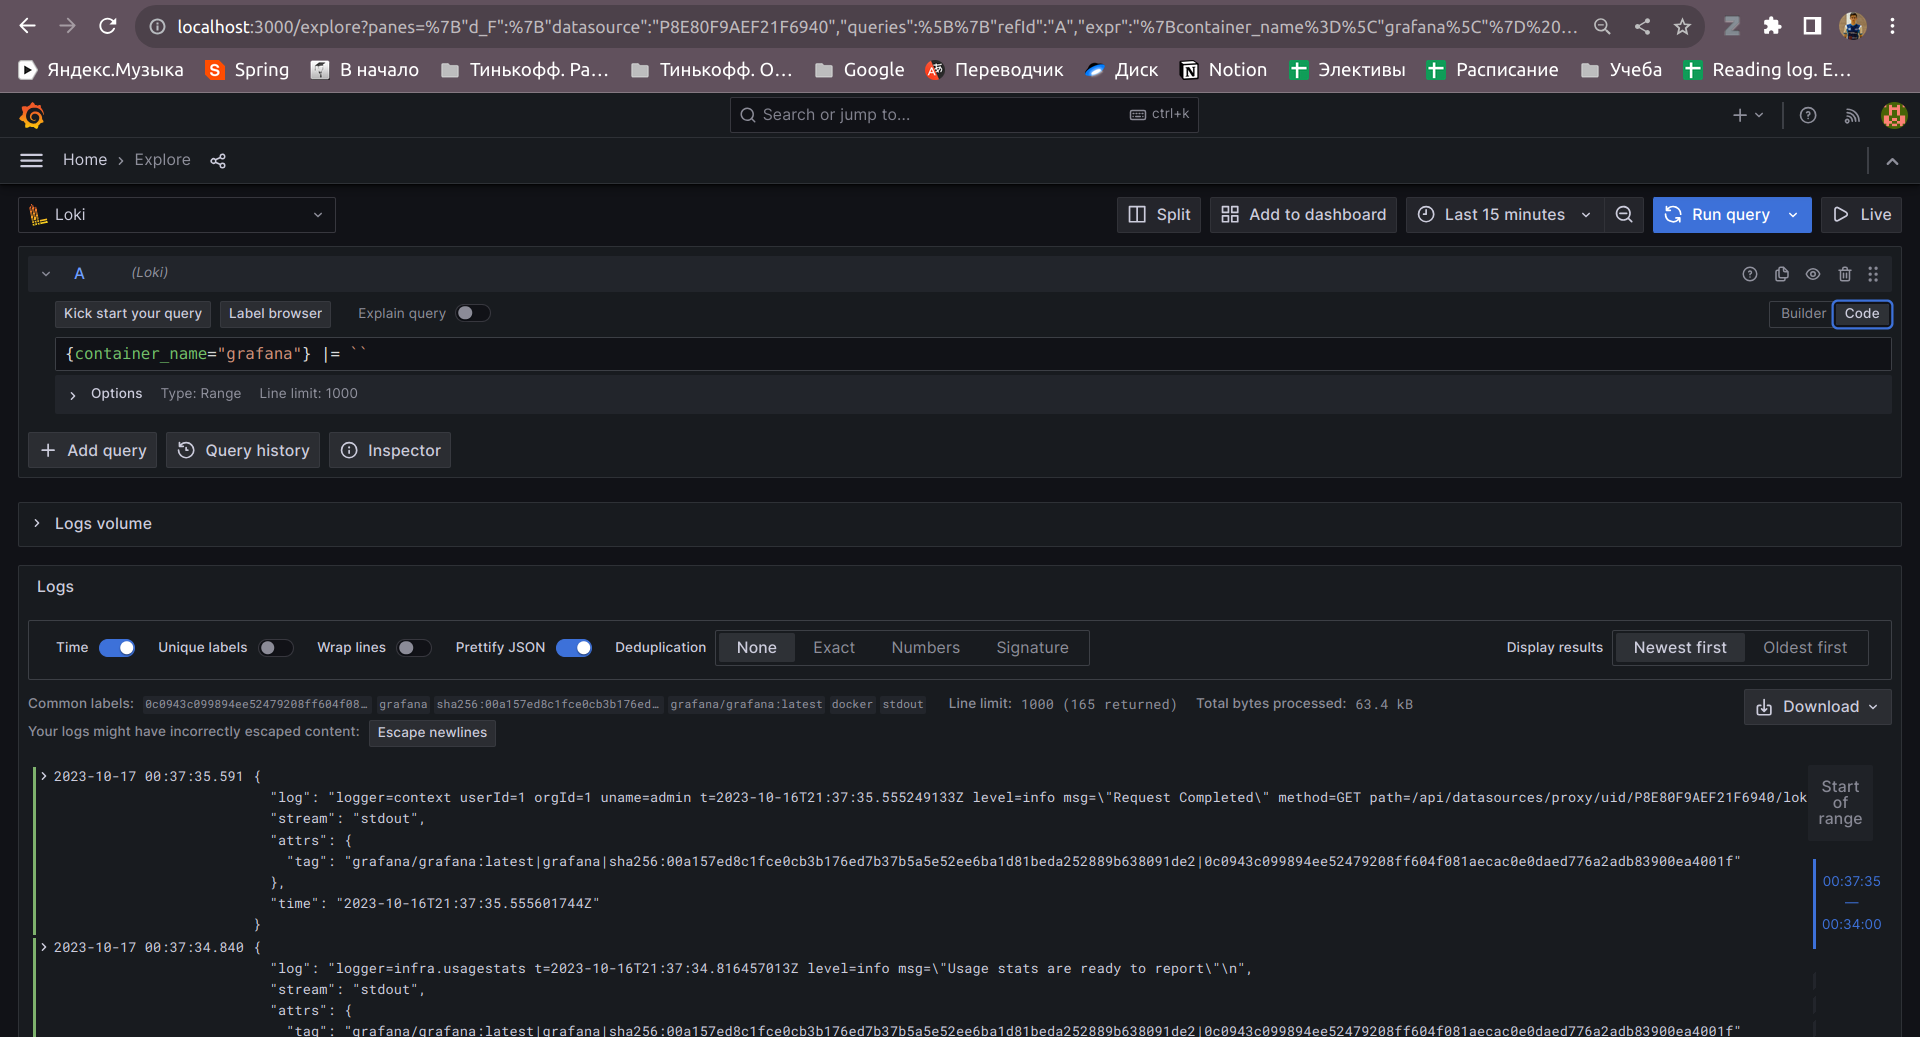 localhost:3000/explore?panes=%7B"d_F":%7B"datasource":"P8E80F9AEF21F6940","queries":%5B%7B"refId":"A","expr":"%7Bcontainer_name%3D%5C"grafana%5C"%7D%20...
Яндекс.Музыка Spring В начало Тинькофф. Ра... Тинькофф. О... Google Переводчик Диск Notion Элективы Расписание Учеба Reading log. E...
Search or jump to... ctrl+k
Home › Explore
Loki Split Add to dashboard Last 15 minutes Run query Live
A (Loki)
Kick start your query Label browser Explain query Builder Code
{container_name="grafana"} |= ``
Options Type: Range Line limit: 1000
+ Add query Query history Inspector
Logs volume
Logs
Time Unique labels Wrap lines Prettify JSON Deduplication None Exact Numbers Signature Display results Newest first Oldest first
Common labels: 0c0943c099894ee52479208ff604f08… grafana sha256:00a157ed8c1fce0cb3b176ed… grafana/grafana:latest docker stdout Line limit: 1000 (165 returned) Total bytes processed: 63.4 kB Download
Your logs might have incorrectly escaped content: Escape newlines
2023-10-17 00:37:35.591 {
"log": "logger=context userId=1 orgId=1 uname=admin t=2023-10-16T21:37:35.555249133Z level=info msg=\"Request Completed\" method=GET path=/api/datasources/proxy/uid/P8E80F9AEF21F6940/lok
"stream": "stdout",
"attrs": {
"tag": "grafana/grafana:latest|grafana|sha256:00a157ed8c1fce0cb3b176ed7b37b5a5e52ee6ba1d81beda252889b638091de2|0c0943c099894ee52479208ff604f081aecac0e0daed776a2adb83900ea4001f"
},
"time": "2023-10-16T21:37:35.555601744Z"
}
2023-10-17 00:37:34.840 {
"log": "logger=infra.usagestats t=2023-10-16T21:37:34.816457013Z level=info msg=\"Usage stats are ready to report\"\n",
"stream": "stdout",
"attrs": {
"tag": "grafana/grafana:latest|grafana|sha256:00a157ed8c1fce0cb3b176ed7b37b5a5e52ee6ba1d81beda252889b638091de2|0c0943c099894ee52479208ff604f081aecac0e0daed776a2adb83900ea4001f"
Start
of
range
00:37:35
—
00:34:00